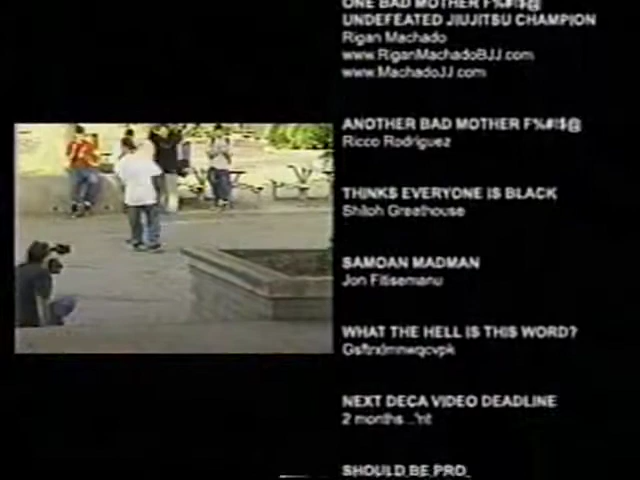 ONE BAD MOTHER F%#!$@
UNDEFEATED JIUJITSU CHAMPION
Rigan Machado
www.RiganMachadoBJJ.com
www.MachadoJJ.com
ANOTHER BAD MOTHER F%#!$@
Ricco Rodriguez
THINKS EVERYONE IS BLACK
Shiloh Greathouse
SAMOAN MADMAN
Jon Fitisemanu
WHAT THE HELL IS THIS WORD?
NEXT DECA VIDEO DEADLINE
2 months...'nt
SHOULD BE PRO